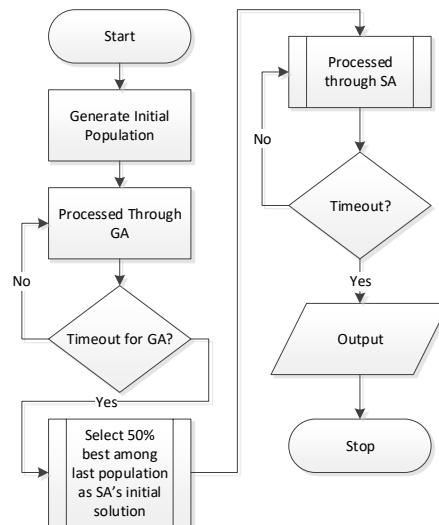 Start
Generate Initial
Population
Processed Through
GA
No
Timeout for GA?
Yes
Select 50%
best among
last population
as SA's initial
solution
Processed
through SA
No
Timeout?
Yes
Output
Stop